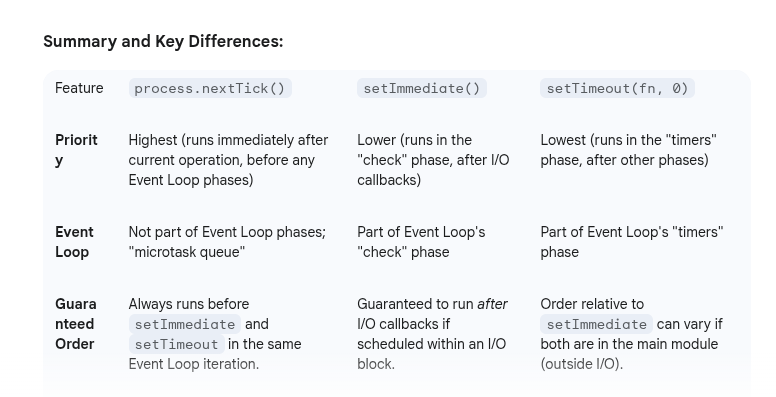 Summary and Key Differences:
Feature process.nextTick() setImmediate() setTimeout(fn, 0)
Priorit Highest (runs immediately after Lower (runs in the Lowest (runs in the "timers"
y current operation, before any "check" phase, after I/O phase, after other phases)
Event Loop phases) callbacks)
Event Not part of Event Loop phases; Part of Event Loop's Part of Event Loop's "timers"
Loop "microtask queue" "check" phase phase
Guara Always runs before Guaranteed to run after Order relative to
nteed setImmediate and I/O callbacks if setImmediate can vary if
Order setTimeout in the same scheduled within an I/O both are in the main module
Event Loop iteration. block. (outside I/O).